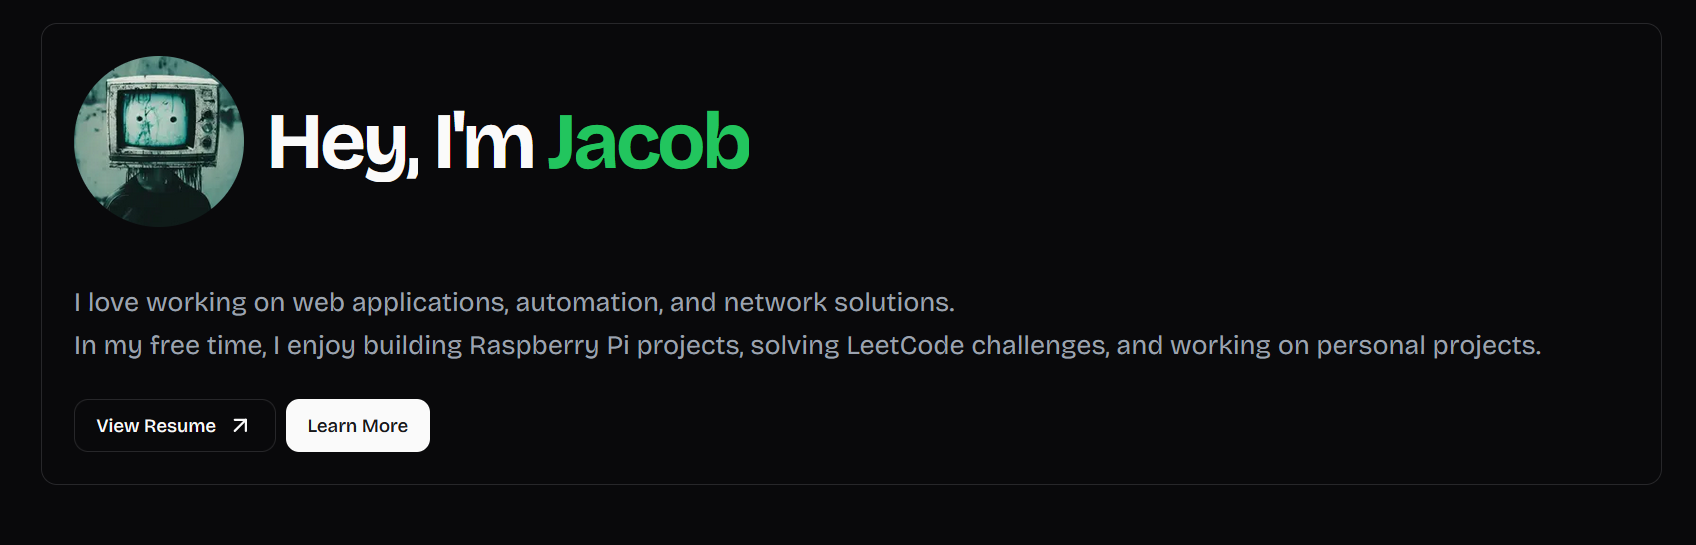 Hey, I'm Jacob
I love working on web applications, automation, and network solutions.
In my free time, I enjoy building Raspberry Pi projects, solving LeetCode challenges, and working on personal projects.
View Resume
Learn More